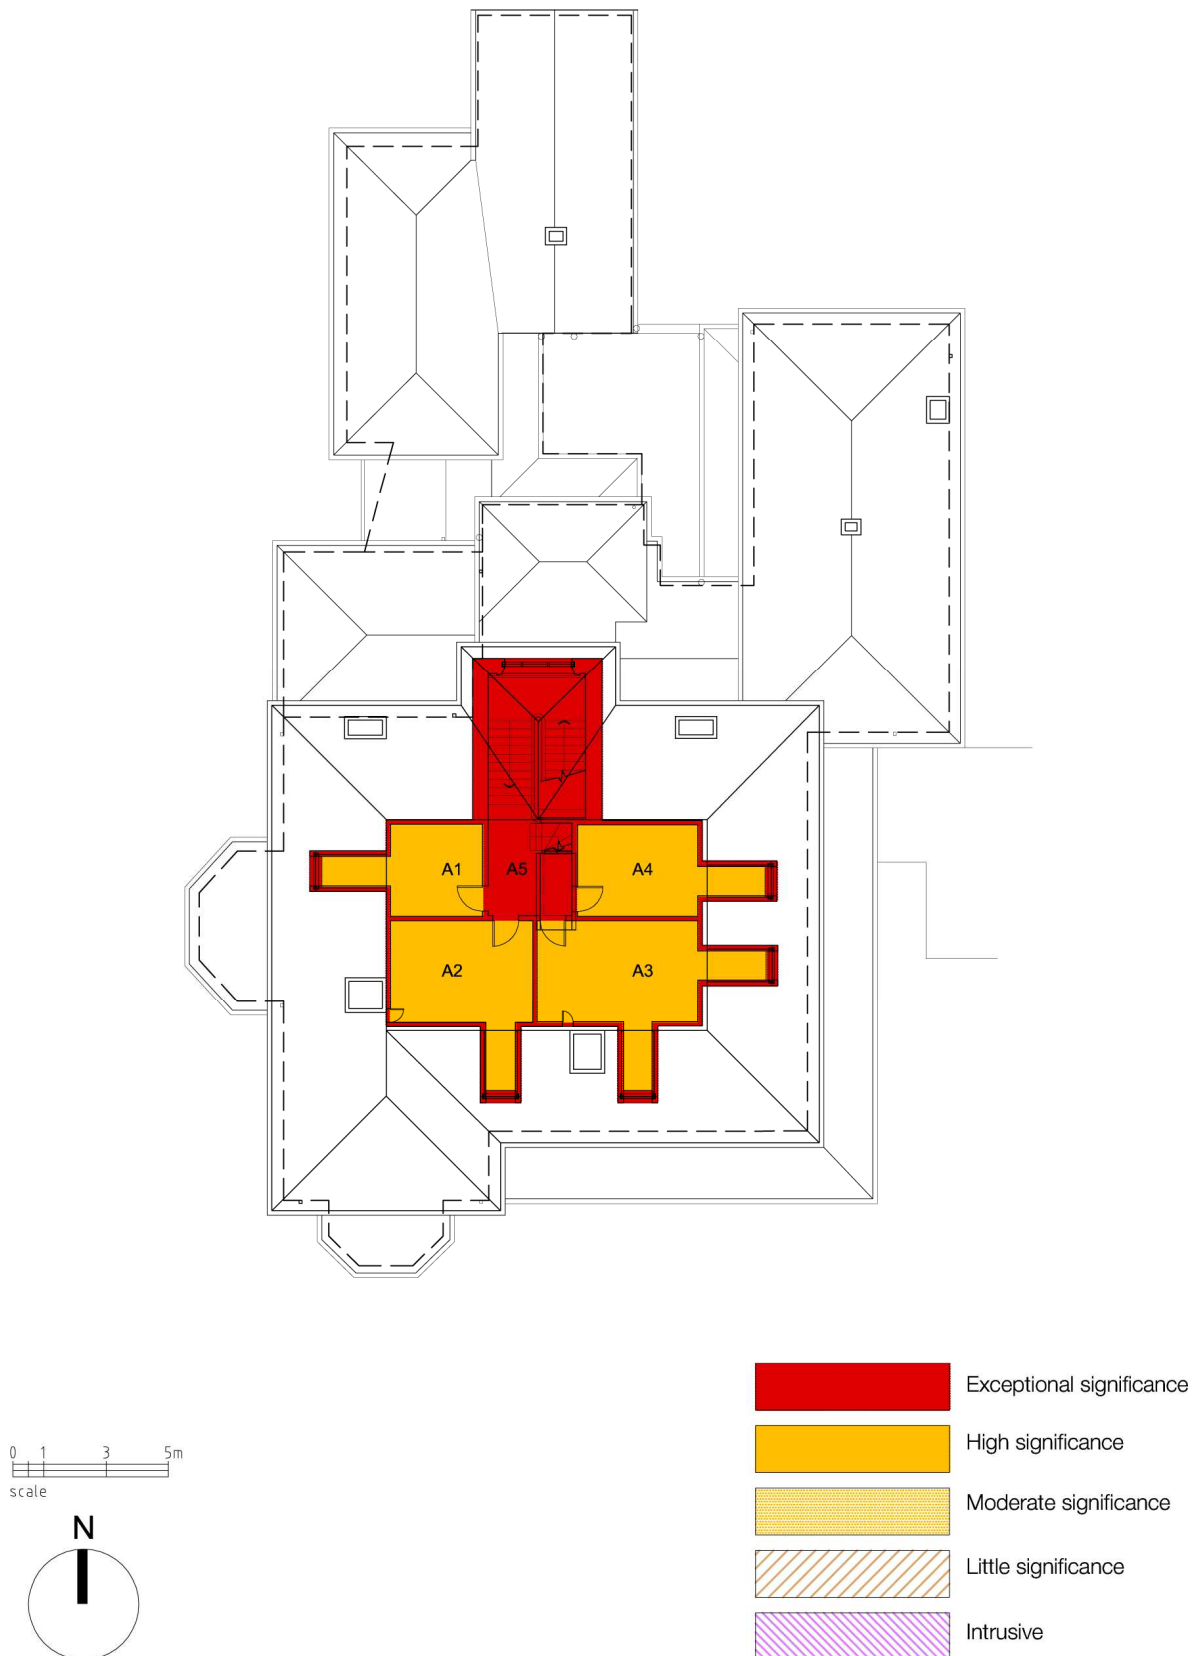 A1
A5
A4
A2
A3
Exceptional significance
High significance
Moderate significance
Little significance
Intrusive
0 1 3 5m
scale
N